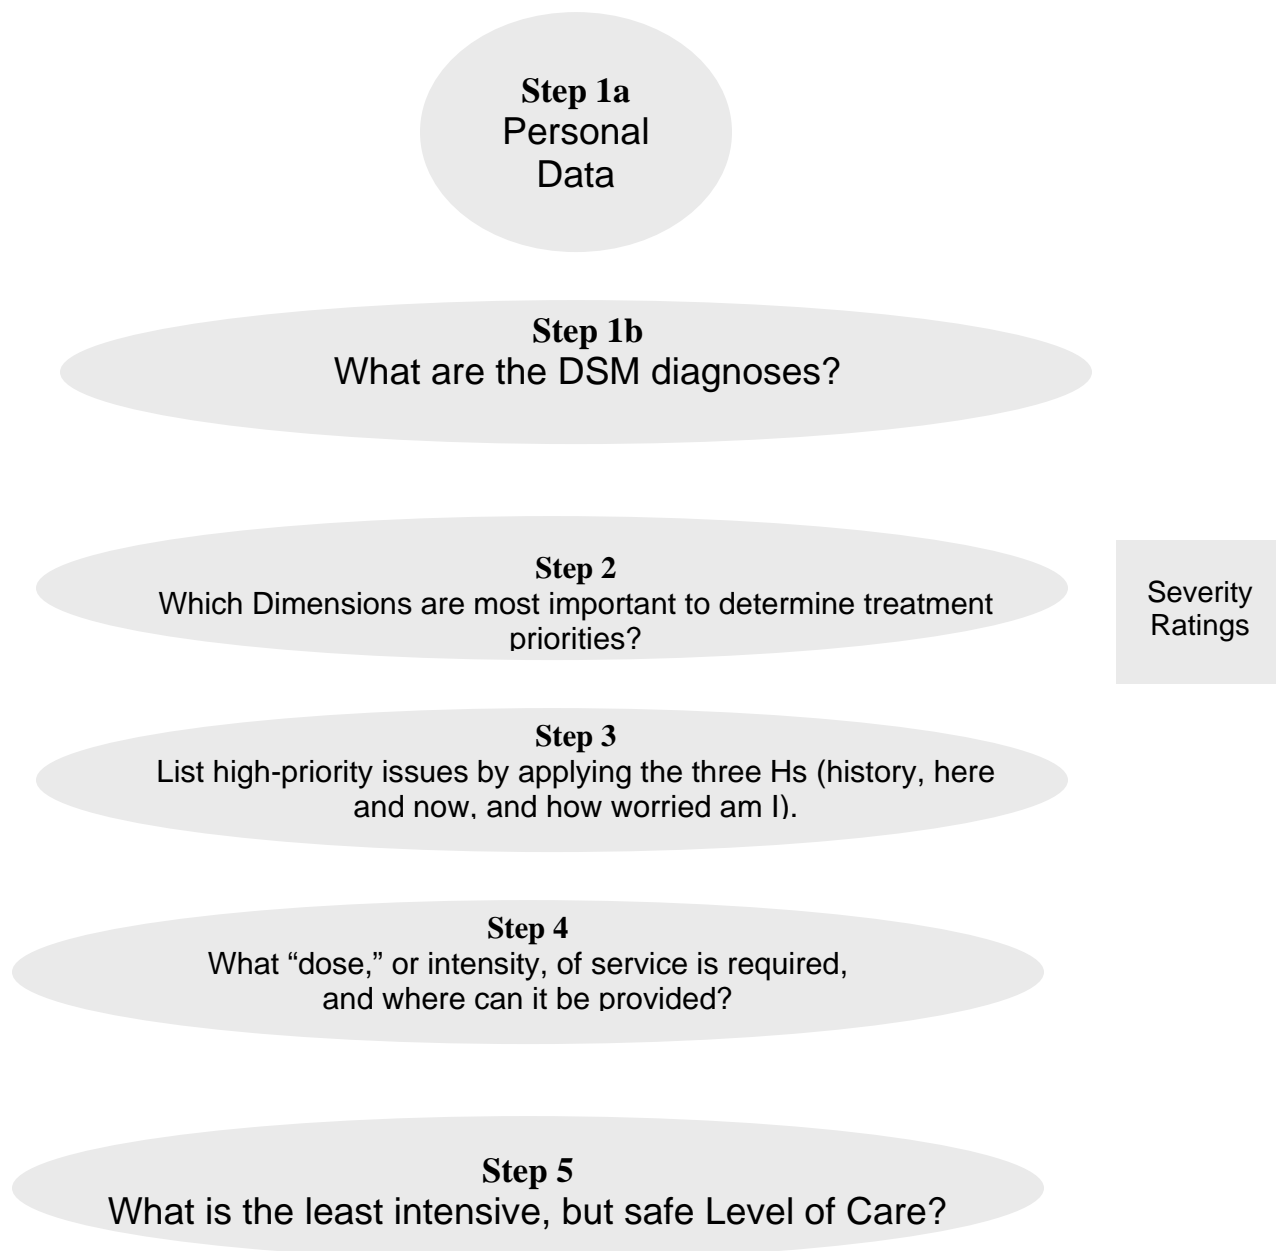 Step 1a
Personal
Data
Step 1b
What are the DSM diagnoses?
Step 2
Which Dimensions are most important to determine treatment
priorities?
Severity
Ratings
Step 3
List high-priority issues by applying the three Hs (history, here
and now, and how worried am I).
Step 4
What “dose,” or intensity, of service is required,
and where can it be provided?
Step 5
What is the least intensive, but safe Level of Care?